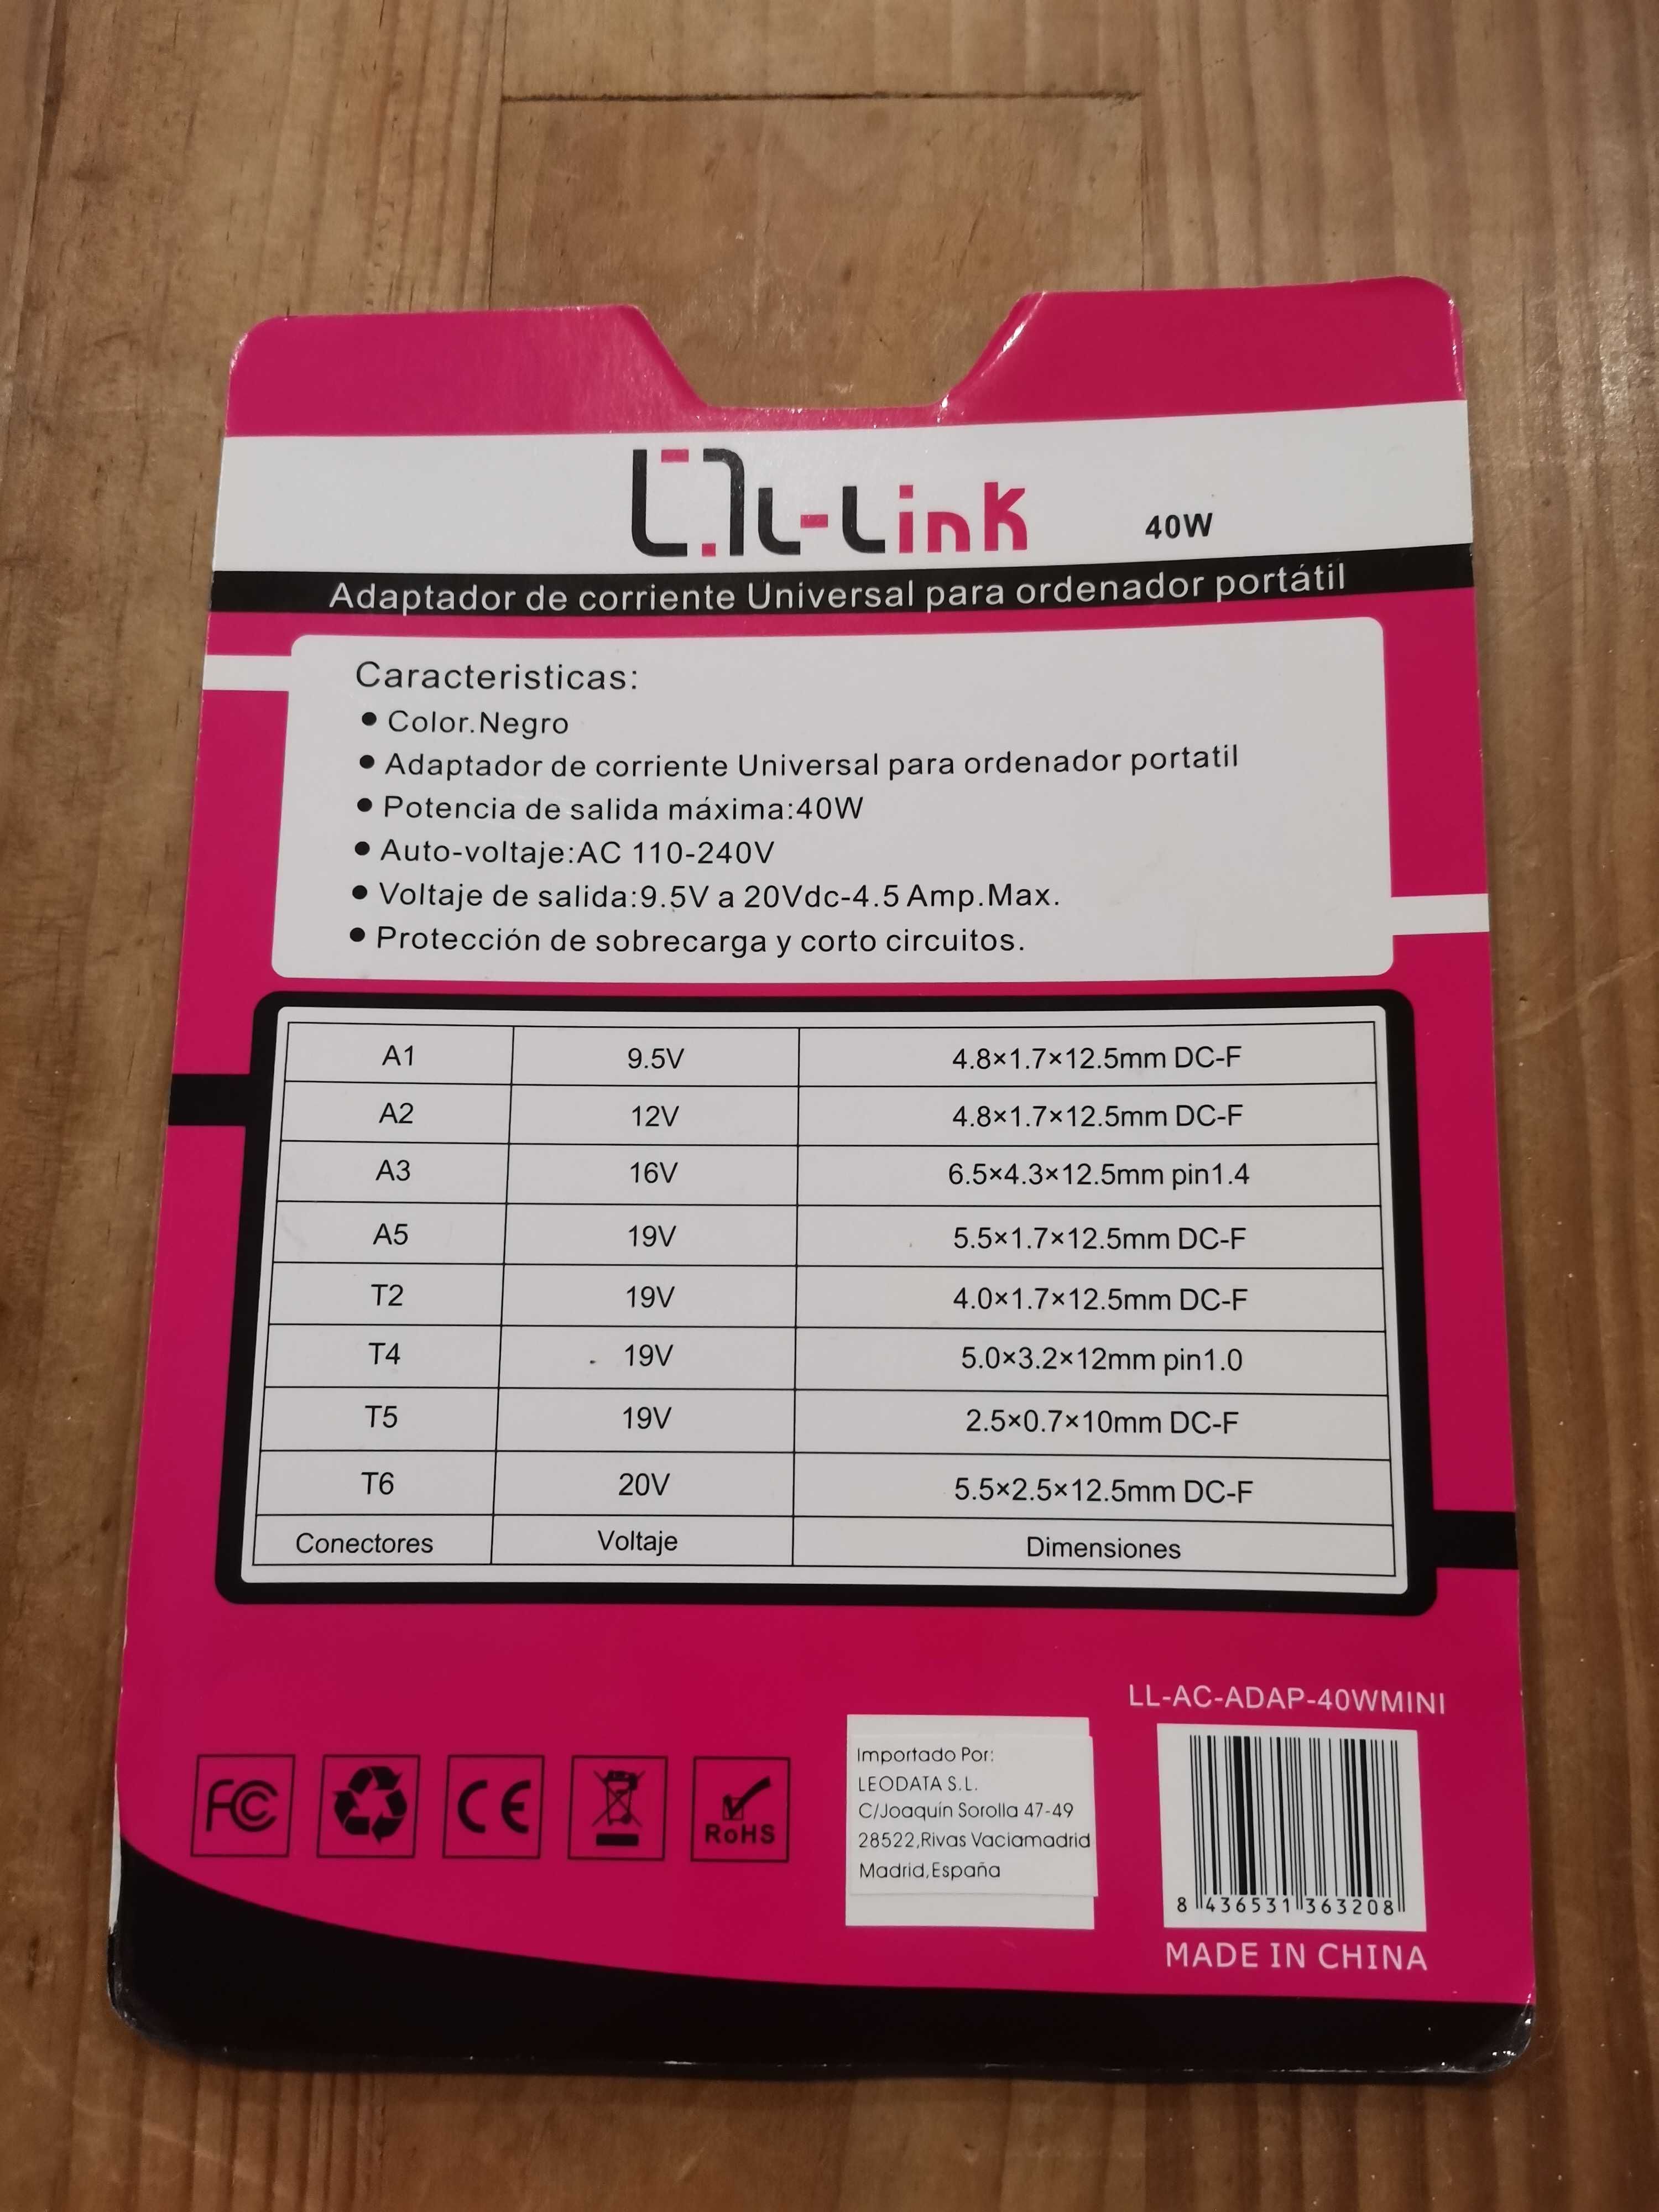 L-Link
40W
Adaptador de corriente Universal para ordenador portátil
Caracteristicas:
● Color.Negro
● Adaptador de corriente Universal para ordenador portatil
● Potencia de salida máxima:40W
● Auto-voltaje:AC 110-240V
● Voltaje de salida:9.5V a 20Vdc-4.5 Amp.Max.
● Protección de sobrecarga y corto circuitos.
A1 9.5V 4.8×1.7×12.5mm DC-F
A2 12V 4.8×1.7×12.5mm DC-F
A3 16V 6.5×4.3×12.5mm pin1.4
A5 19V 5.5×1.7×12.5mm DC-F
T2 19V 4.0×1.7×12.5mm DC-F
T4 19V 5.0×3.2×12mm pin1.0
T5 19V 2.5×0.7×10mm DC-F
T6 20V 5.5×2.5×12.5mm DC-F
Conectores Voltaje Dimensiones
LL-AC-ADAP-40WMINI
FC CE RoHS
Importado Por:
LEODATA S.L.
C/Joaquín Sorolla 47-49
28522,Rivas Vaciamadrid
Madrid,España
8 436531 363208
MADE IN CHINA